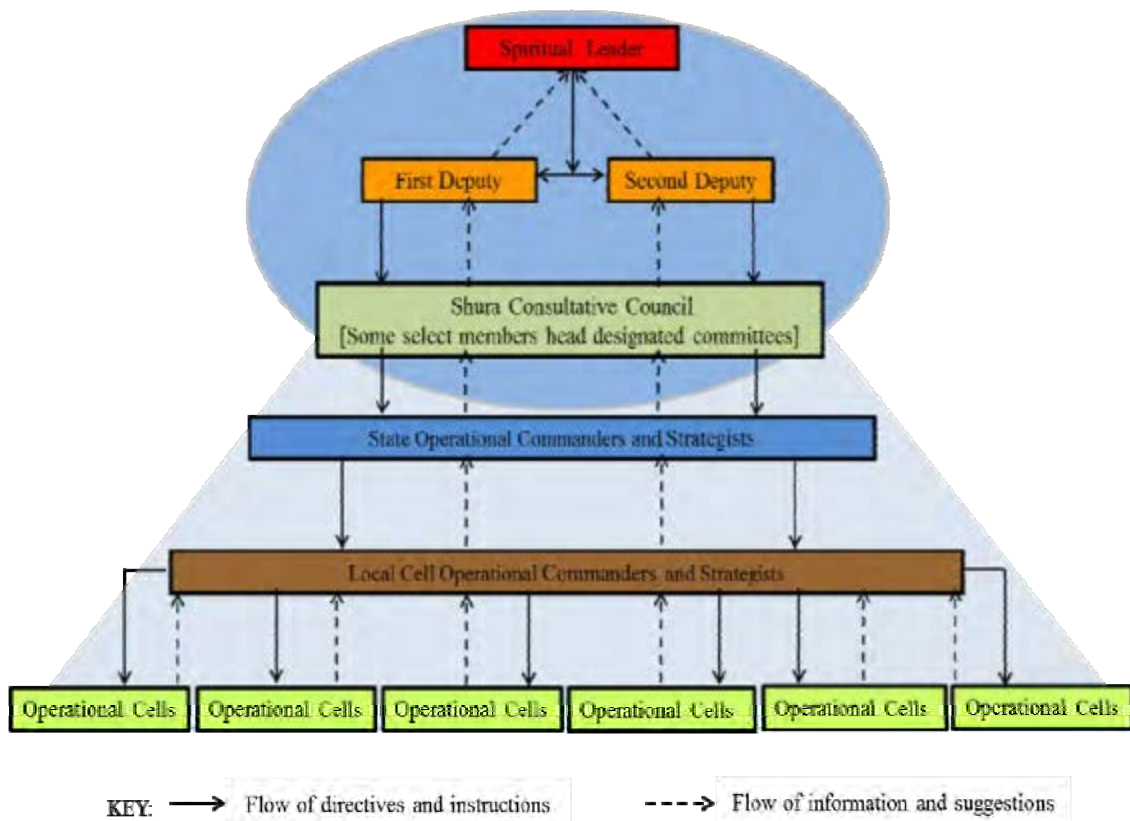 Spiritual Leader
First Deputy
Second Deputy
Shura Consultative Council
[Some select members head designated committees]
State Operational Commanders and Strategists
Local Cell Operational Commanders and Strategists
Operational Cells
Operational Cells
Operational Cells
Operational Cells
Operational Cells
Operational Cells
KEY:
Flow of directives and instructions
Flow of information and suggestions